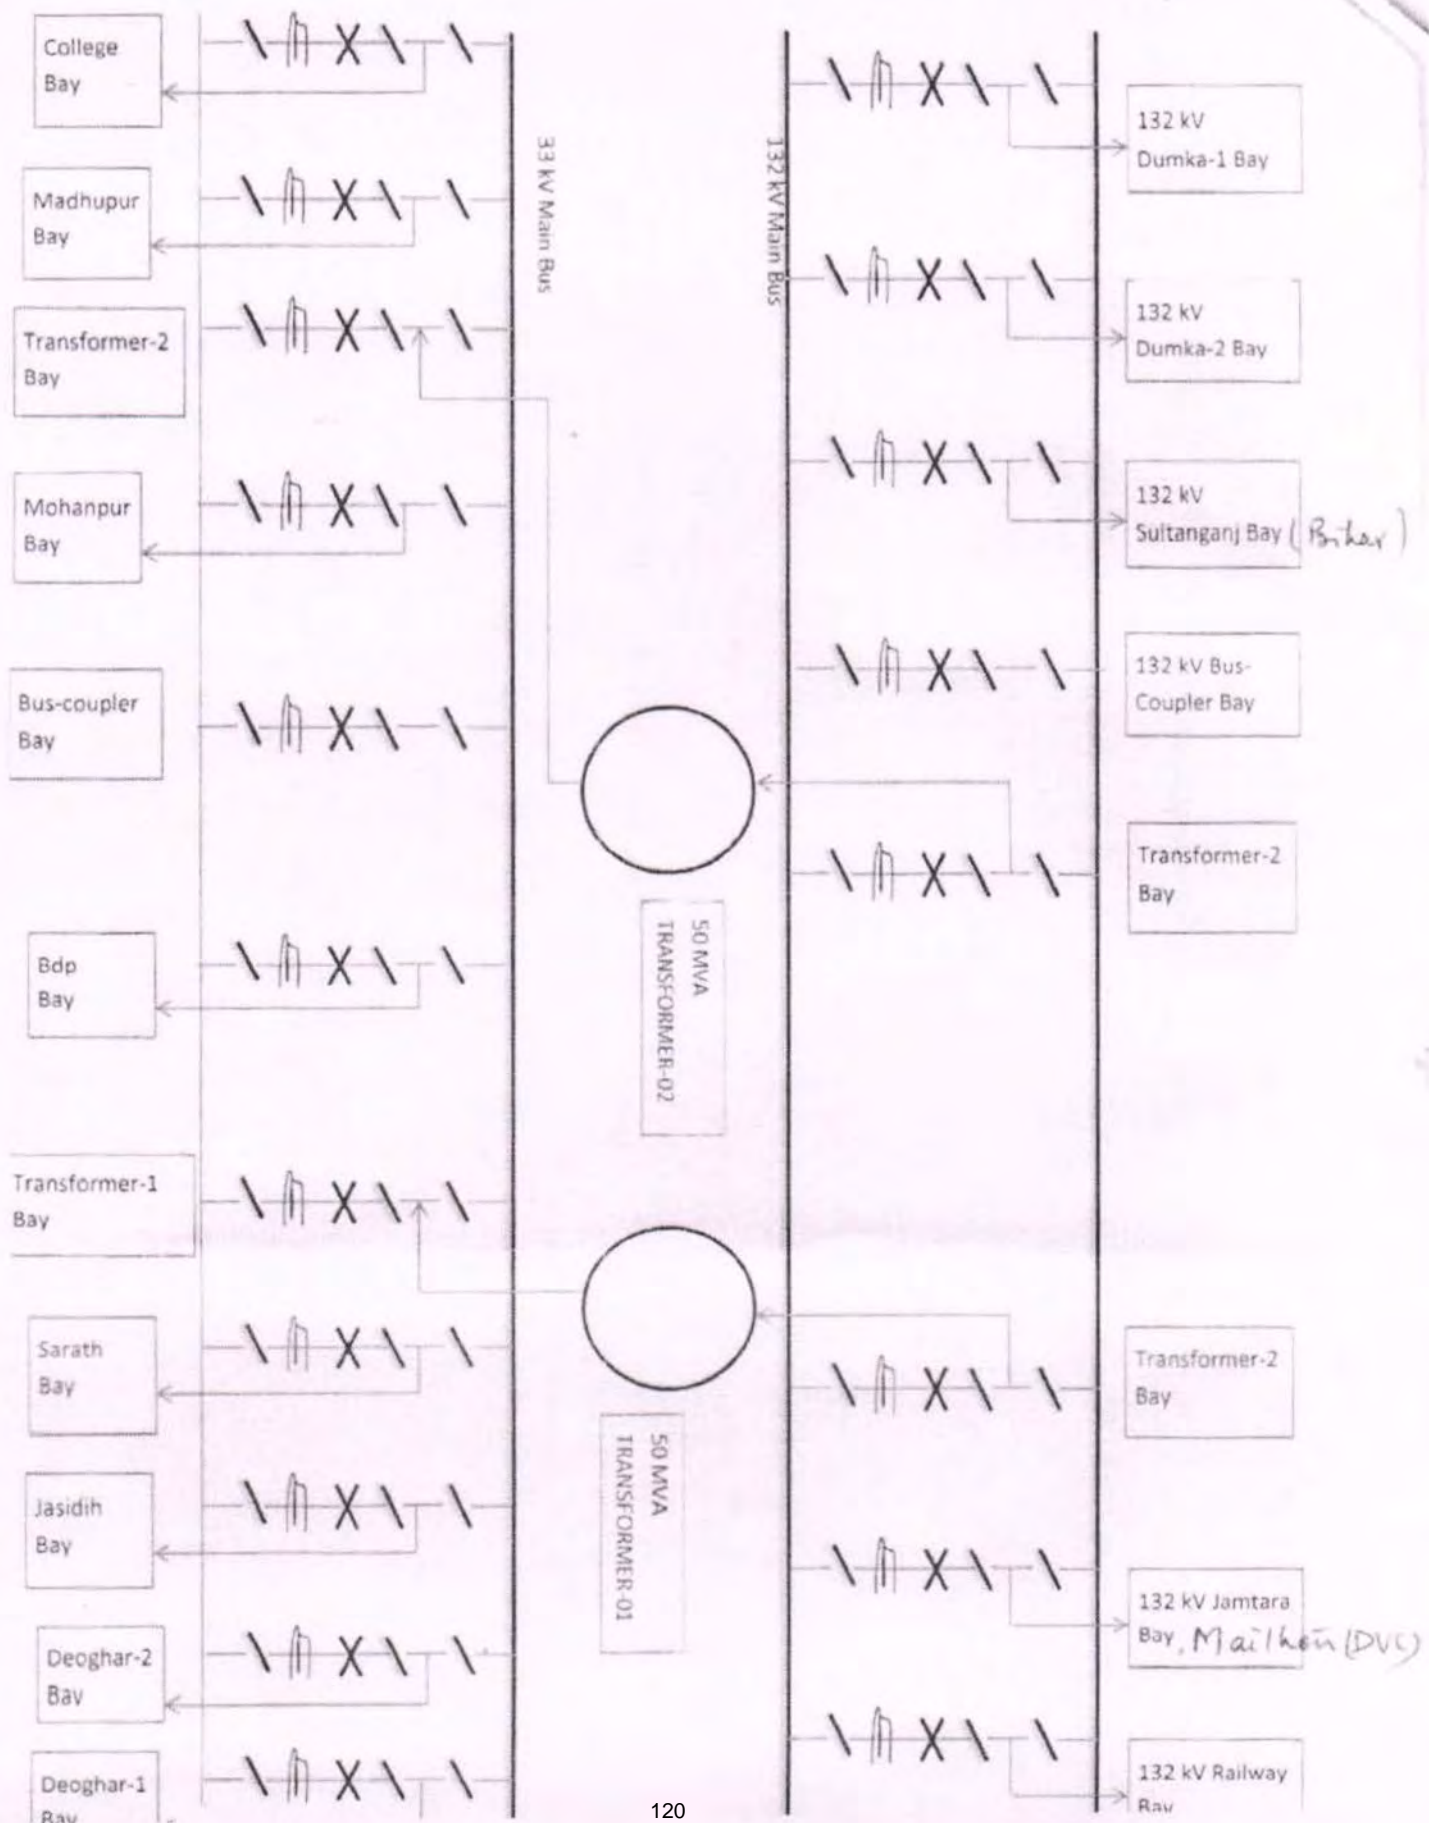 College
Bay
Madhupur
Bay
Transformer-2
Bay
Mohanpur
Bay
Bus-coupler
Bay
Bdp
Bay
Transformer-1
Bay
Sarath
Bay
Jasidih
Bay
Deoghar-2
Bay
Deoghar-1
Bay
33 kV Main Bus
132 kV Main Bus
50 MVA
TRANSFORMER-02
50 MVA
TRANSFORMER-01
132 kV
Dumka-1 Bay
132 kV
Dumka-2 Bay
132 kV
Sultanganj Bay (Bihar)
132 kV Bus-
Coupler Bay
Transformer-2
Bay
Transformer-2
Bay
132 kV Jamtara
Bay, Maithon (DVC)
132 kV Railway
Bay
120